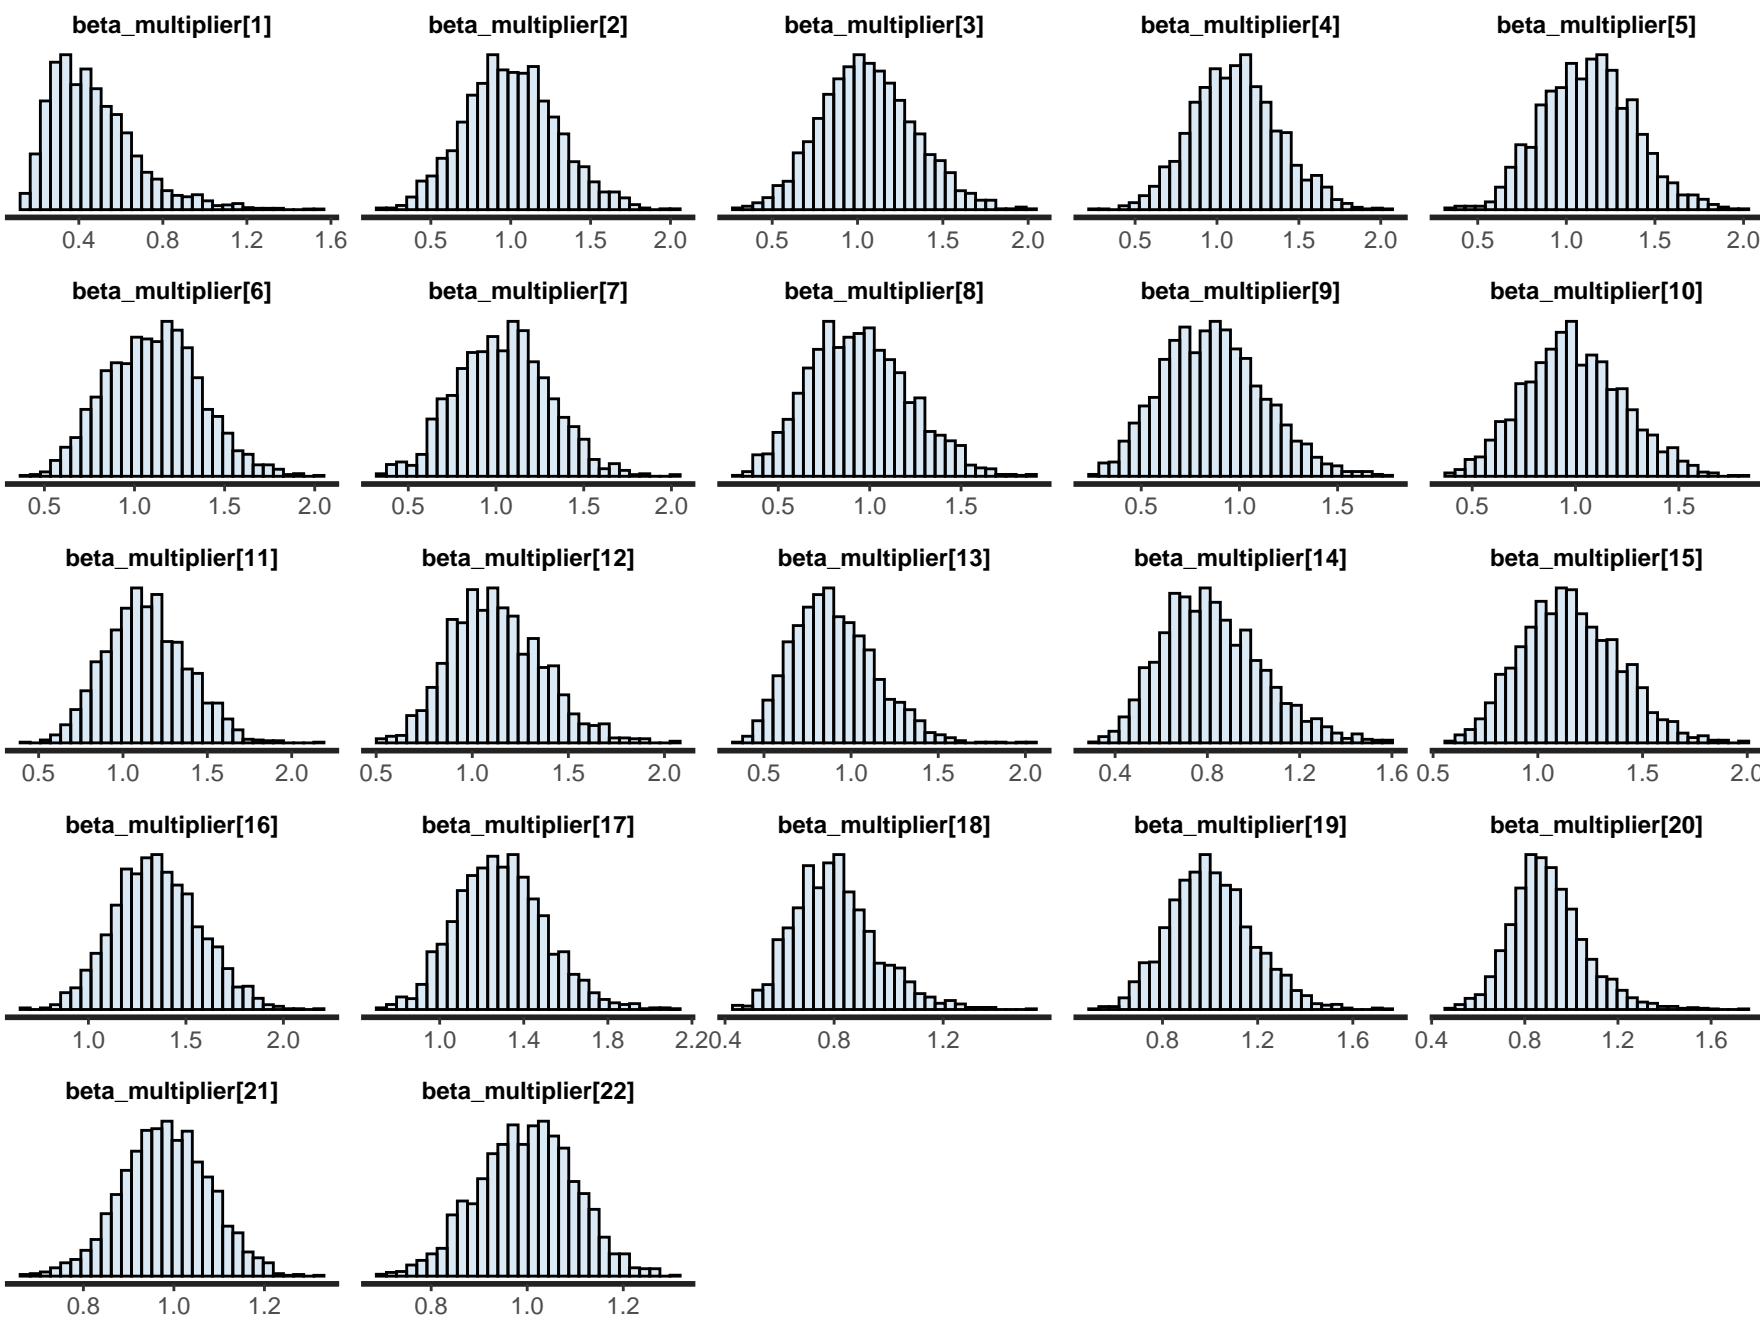 beta_multiplier[1] beta_multiplier[2] beta_multiplier[3] beta_multiplier[4] beta_multiplier[5]
0.4 0.8 1.2 1.6 0.5 1.0 1.5 2.0 0.5 1.0 1.5 2.0 0.5 1.0 1.5 2.0 0.5 1.0 1.5 2.0
beta_multiplier[6] beta_multiplier[7] beta_multiplier[8] beta_multiplier[9] beta_multiplier[10]
0.5 1.0 1.5 2.0 0.5 1.0 1.5 2.0 0.5 1.0 1.5 0.5 1.0 1.5 0.5 1.0 1.5
beta_multiplier[11] beta_multiplier[12] beta_multiplier[13] beta_multiplier[14] beta_multiplier[15]
0.5 1.0 1.5 2.0 0.5 1.0 1.5 2.0 0.5 1.0 1.5 2.0 0.4 0.8 1.2 1.6 0.5 1.0 1.5 2.0
beta_multiplier[16] beta_multiplier[17] beta_multiplier[18] beta_multiplier[19] beta_multiplier[20]
1.0 1.5 2.0 1.0 1.4 1.8 2.2 0.4 0.8 1.2 0.8 1.2 1.6 0.4 0.8 1.2 1.6
beta_multiplier[21] beta_multiplier[22]
0.8 1.0 1.2 0.8 1.0 1.2